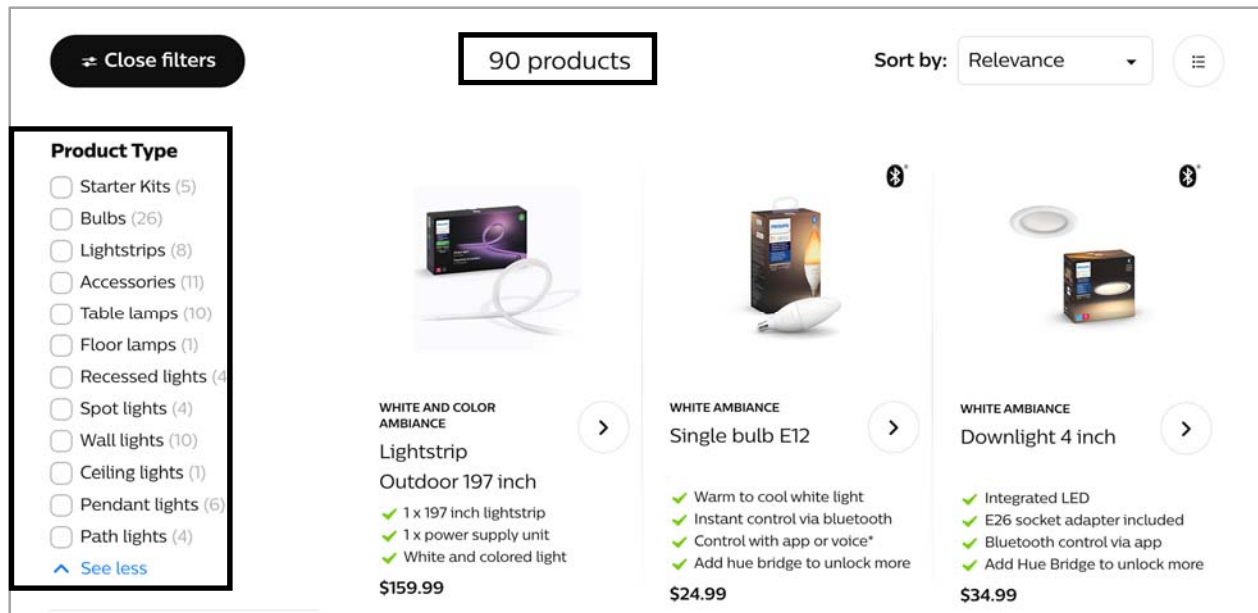 Close filters
90 products
Sort by:
Relevance
Product Type
Starter Kits (5)
Bulbs (26)
Lightstrips (8)
Accessories (11)
Table lamps (10)
Floor lamps (1)
Recessed lights (4
Spot lights (4)
Wall lights (10)
Ceiling lights (1)
Pendant lights (6)
Path lights (4)
See less
WHITE AND COLOR
AMBIANCE
Lightstrip
Outdoor 197 inch
1 x 197 inch lightstrip
1 x power supply unit
White and colored light
$159.99
WHITE AMBIANCE
Single bulb E12
Warm to cool white light
Instant control via bluetooth
Control with app or voice*
Add hue bridge to unlock more
$24.99
WHITE AMBIANCE
Downlight 4 inch
Integrated LED
E26 socket adapter included
Bluetooth control via app
Add Hue Bridge to unlock more
$34.99